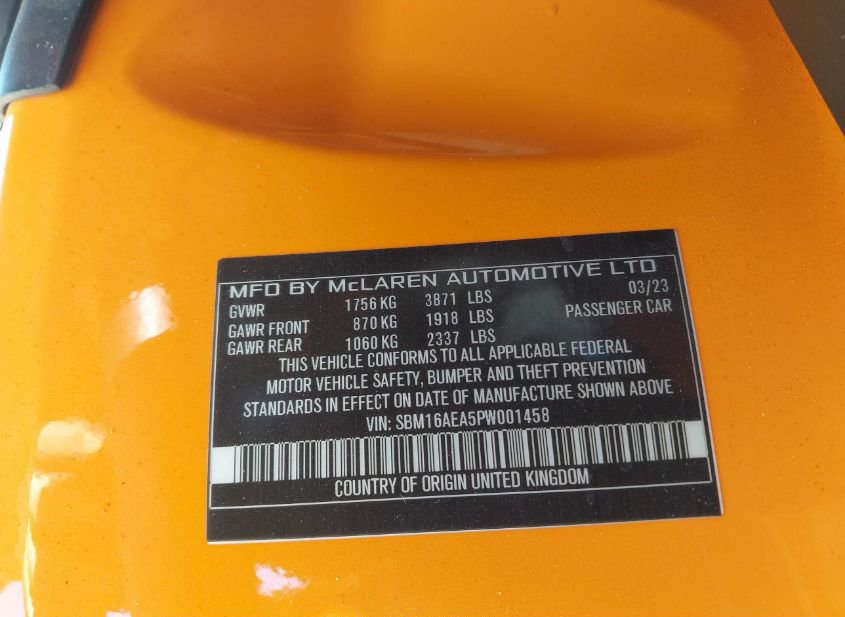 MFD BY McLAREN AUTOMOTIVE LTD
GVWR 1756 KG 3871 LBS 03/23
GAWR FRONT 870 KG 1918 LBS PASSENGER CAR
GAWR REAR 1060 KG 2337 LBS
THIS VEHICLE CONFORMS TO ALL APPLICABLE FEDERAL
MOTOR VEHICLE SAFETY, BUMPER AND THEFT PREVENTION
STANDARDS IN EFFECT ON DATE OF MANUFACTURE SHOWN ABOVE
VIN: SBM16AEA5PW001458
COUNTRY OF ORIGIN UNITED KINGDOM